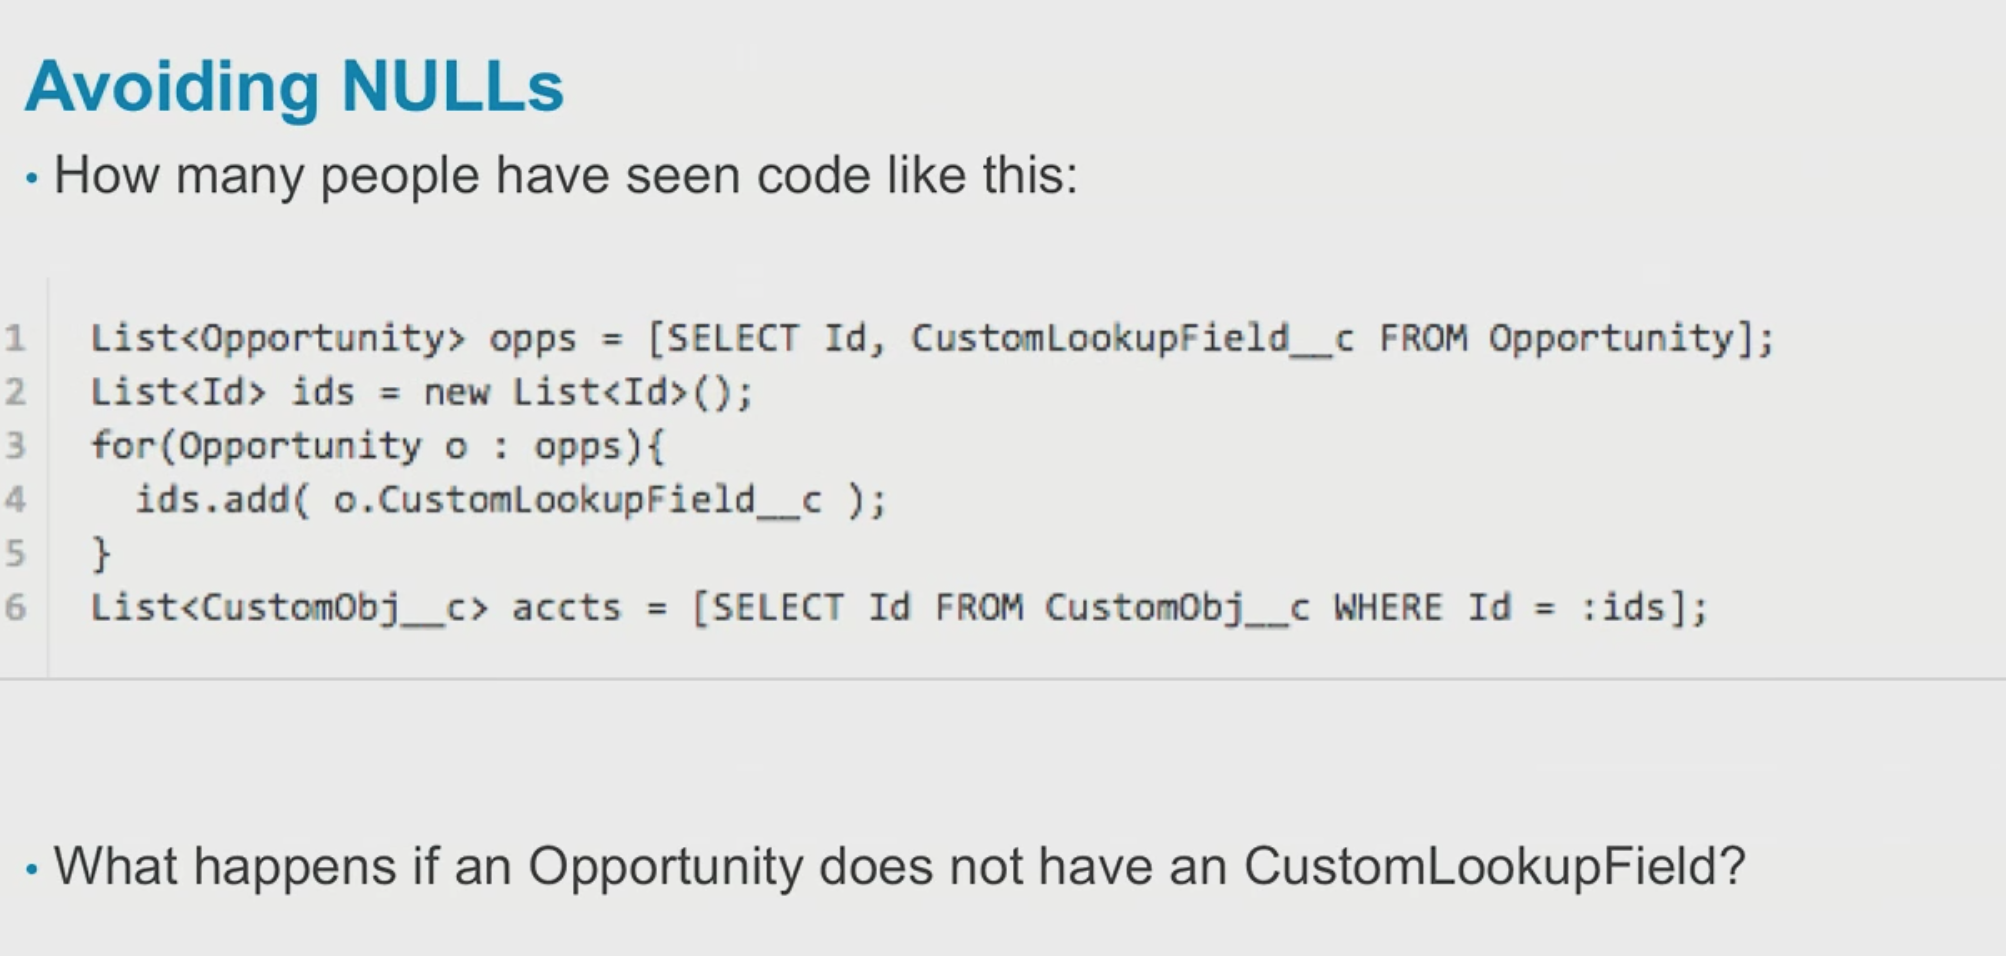 Avoiding NULLs
• How many people have seen code like this:
1 List<Opportunity> opps = [SELECT Id, CustomLookupField__c FROM Opportunity];
2 List<Id> ids = new List<Id>();
3 for(Opportunity o : opps){
4 ids.add( o.CustomLookupField__c );
5 }
6 List<CustomObj__c> accts = [SELECT Id FROM CustomObj__c WHERE Id = :ids];
• What happens if an Opportunity does not have an CustomLookupField?